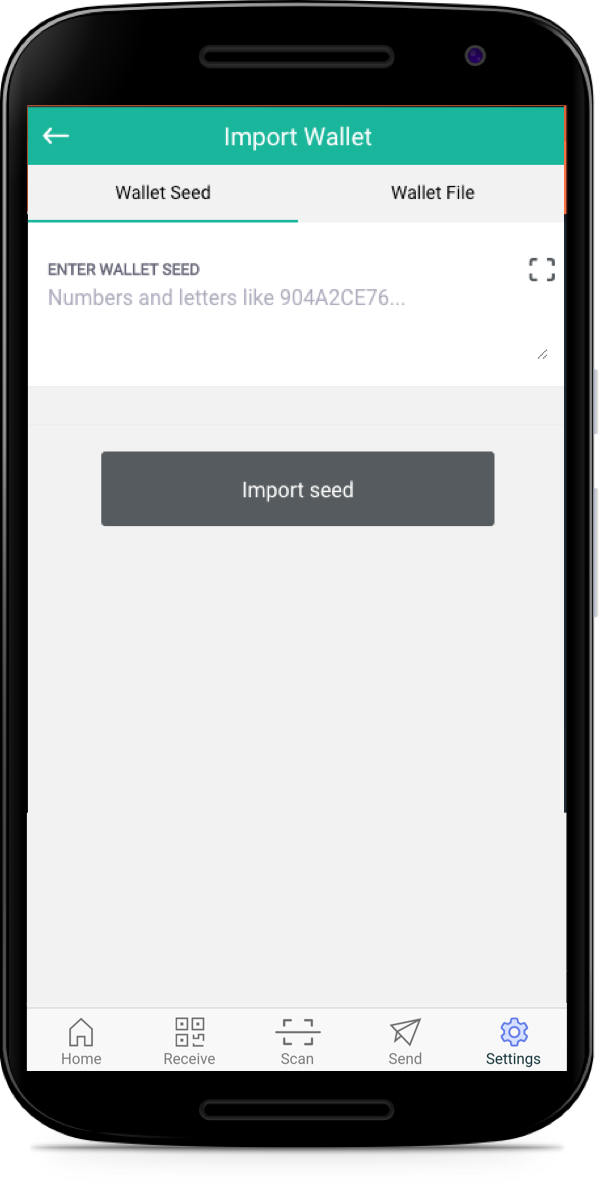 Import Wallet
Wallet Seed
Wallet File
ENTER WALLET SEED
Numbers and letters like 904A2CE76...
Import seed
Home
Receive
Scan
Send
Settings